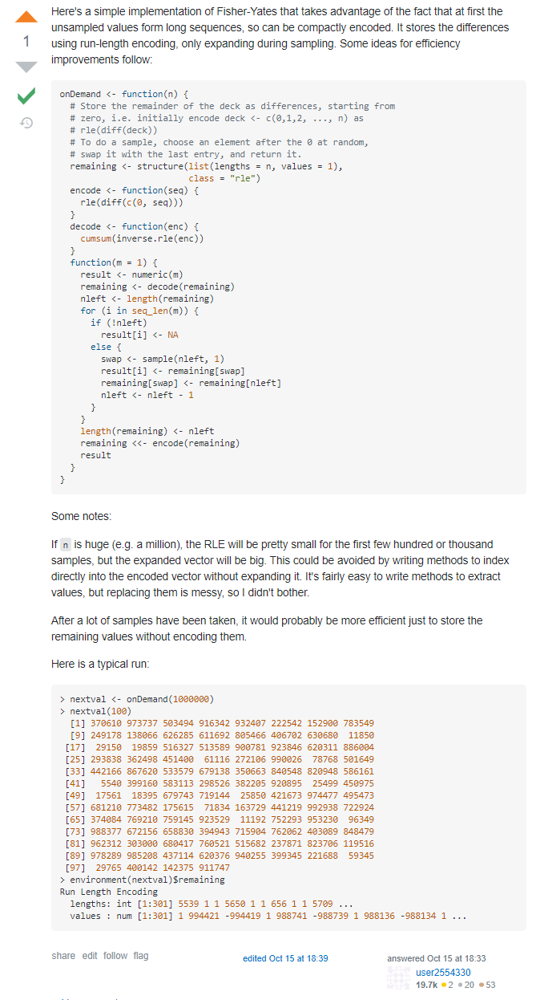 Here's a simple implementation of Fisher-Yates that takes advantage of the fact that at first the
unsampled values form long sequences, so can be compactly encoded. It stores the differences
using run-length encoding, only expanding during sampling. Some ideas for efficiency
improvements follow:
1
onDemand <- function(n) {
  # Store the remainder of the deck as differences, starting from
  # zero, i.e. initially encode deck <- c(0,1,2, ..., n) as
  # rle(diff(deck))
  # To do a sample, choose an element after the 0 at random,
  # swap it with the last entry, and return it.
  remaining <- structure(list(lengths = n, values = 1),
                         class = "rle")
  encode <- function(seq) {
    rle(diff(c(0, seq)))
  }
  decode <- function(enc) {
    cumsum(inverse.rle(enc))
  }
  function(m = 1) {
    result <- numeric(m)
    remaining <- decode(remaining)
    nleft <- length(remaining)
    for (i in seq_len(m)) {
      if (!nleft)
        result[i] <- NA
      else {
        swap <- sample(nleft, 1)
        result[i] <- remaining[swap]
        remaining[swap] <- remaining[nleft]
        nleft <- nleft - 1
      }
    }
    length(remaining) <- nleft
    remaining <<- encode(remaining)
    result
  }
}
Some notes:
If n is huge (e.g. a million), the RLE will be pretty small for the first few hundred or thousand
samples, but the expanded vector will be big. This could be avoided by writing methods to index
directly into the encoded vector without expanding it. It's fairly easy to write methods to extract
values, but replacing them is messy, so I didn't bother.
After a lot of samples have been taken, it would probably be more efficient just to store the
remaining values without encoding them.
Here is a typical run:
> nextval <- onDemand(1000000)
> nextval(100)
  [1] 370610 973737 503494 916342 932407 222542 152900 783549
  [9] 249178 138066 626285 611692 805466 406702 630680  11850
 [17]  29150  19859 516327 513589 900781 923846 620311 886004
 [25] 293838 362498 451400  61116 272106 990026  78768 501649
 [33] 442166 867620 533579 679138 350663 840548 820948 586161
 [41]   5540 399160 583113 298526 382205 920895  25499 450975
 [49]  17561  18395 679743 719144  25850 421673 974477 495473
 [57] 681210 773482 175615  71834 163729 441219 992938 722924
 [65] 374084 769210 759145 923529  11192 752293 953230  96349
 [73] 988377 672156 658830 394943 715904 762062 403089 848479
 [81] 962312 303000 680417 760521 515682 237871 823706 119516
 [89] 978289 985208 437114 620376 940255 399345 221688  59345
 [97]  29765 400142 142375 911747
> environment(nextval)$remaining
Run Length Encoding
  lengths: int [1:301] 5539 1 1 5650 1 1 656 1 1 5709 ...
  values : num [1:301] 1 994421 -994419 1 988741 -988739 1 988136 -988134 1 ...
share edit follow flag
edited Oct 15 at 18:39
answered Oct 15 at 18:33
user2554330
19.7k 2 20 53